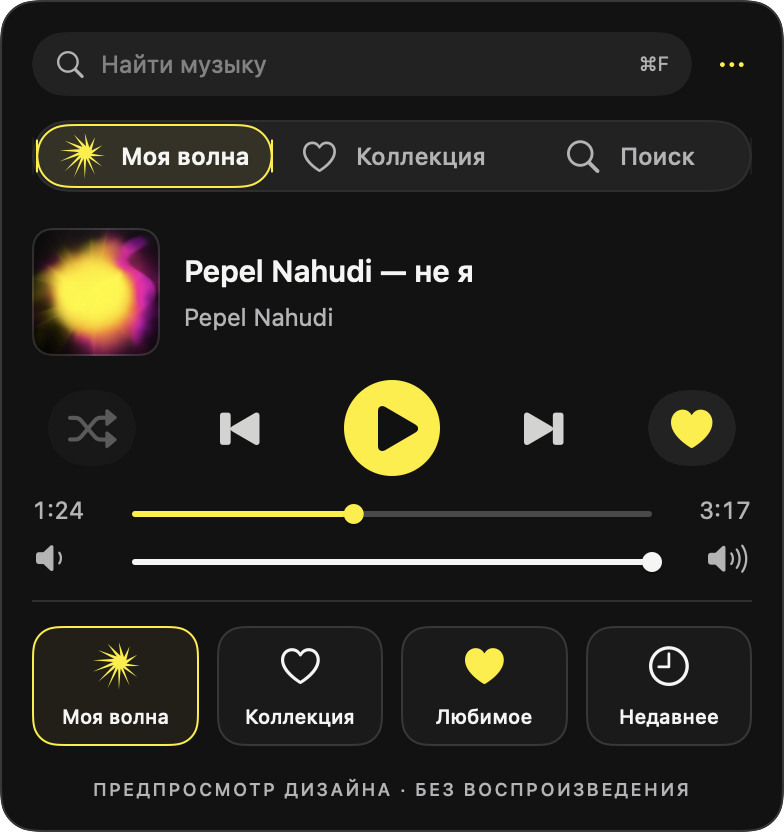 Найти музыку ⌘F
Моя волна Коллекция Поиск
Pepel Nahudi — не я
Pepel Nahudi
1:24 3:17
Моя волна Коллекция Любимое Недавнее
ПРЕДПРОСМОТР ДИЗАЙНА · БЕЗ ВОСПРОИЗВЕДЕНИЯ